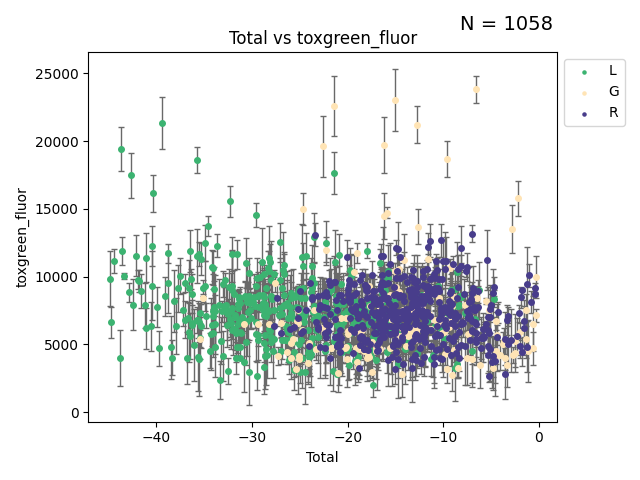 N = 1058
Total vs toxgreen_fluor
25000
20000
15000
10000
5000
0
toxgreen_fluor
−40
−30
−20
−10
0
Total
L
G
R